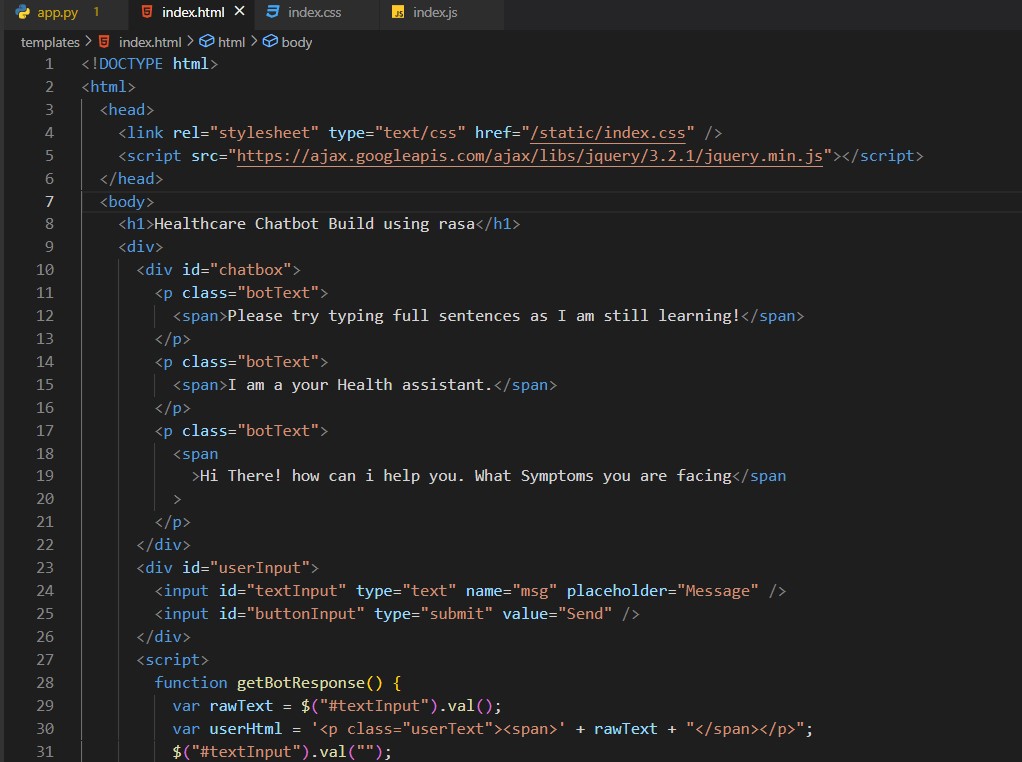 app.py 1 index.html × index.css JS index.js
templates > index.html > html > body
1 <!DOCTYPE html>
2 <html>
3 <head>
4 <link rel="stylesheet" type="text/css" href="/static/index.css" />
5 <script src="https://ajax.googleapis.com/ajax/libs/jquery/3.2.1/jquery.min.js"></script>
6 </head>
7 <body>
8 <h1>Healthcare Chatbot Build using rasa</h1>
9 <div>
10 <div id="chatbox">
11 <p class="botText">
12 <span>Please try typing full sentences as I am still learning!</span>
13 </p>
14 <p class="botText">
15 <span>I am a your Health assistant.</span>
16 </p>
17 <p class="botText">
18 <span
19 >Hi There! how can i help you. What Symptoms you are facing</span
20 >
21 </p>
22 </div>
23 <div id="userInput">
24 <input id="textInput" type="text" name="msg" placeholder="Message" />
25 <input id="buttonInput" type="submit" value="Send" />
26 </div>
27 <script>
28 function getBotResponse() {
29 var rawText = $("#textInput").val();
30 var userHtml = '<p class="userText"><span>' + rawText + "</span></p>";
31 $("#textInput").val("");